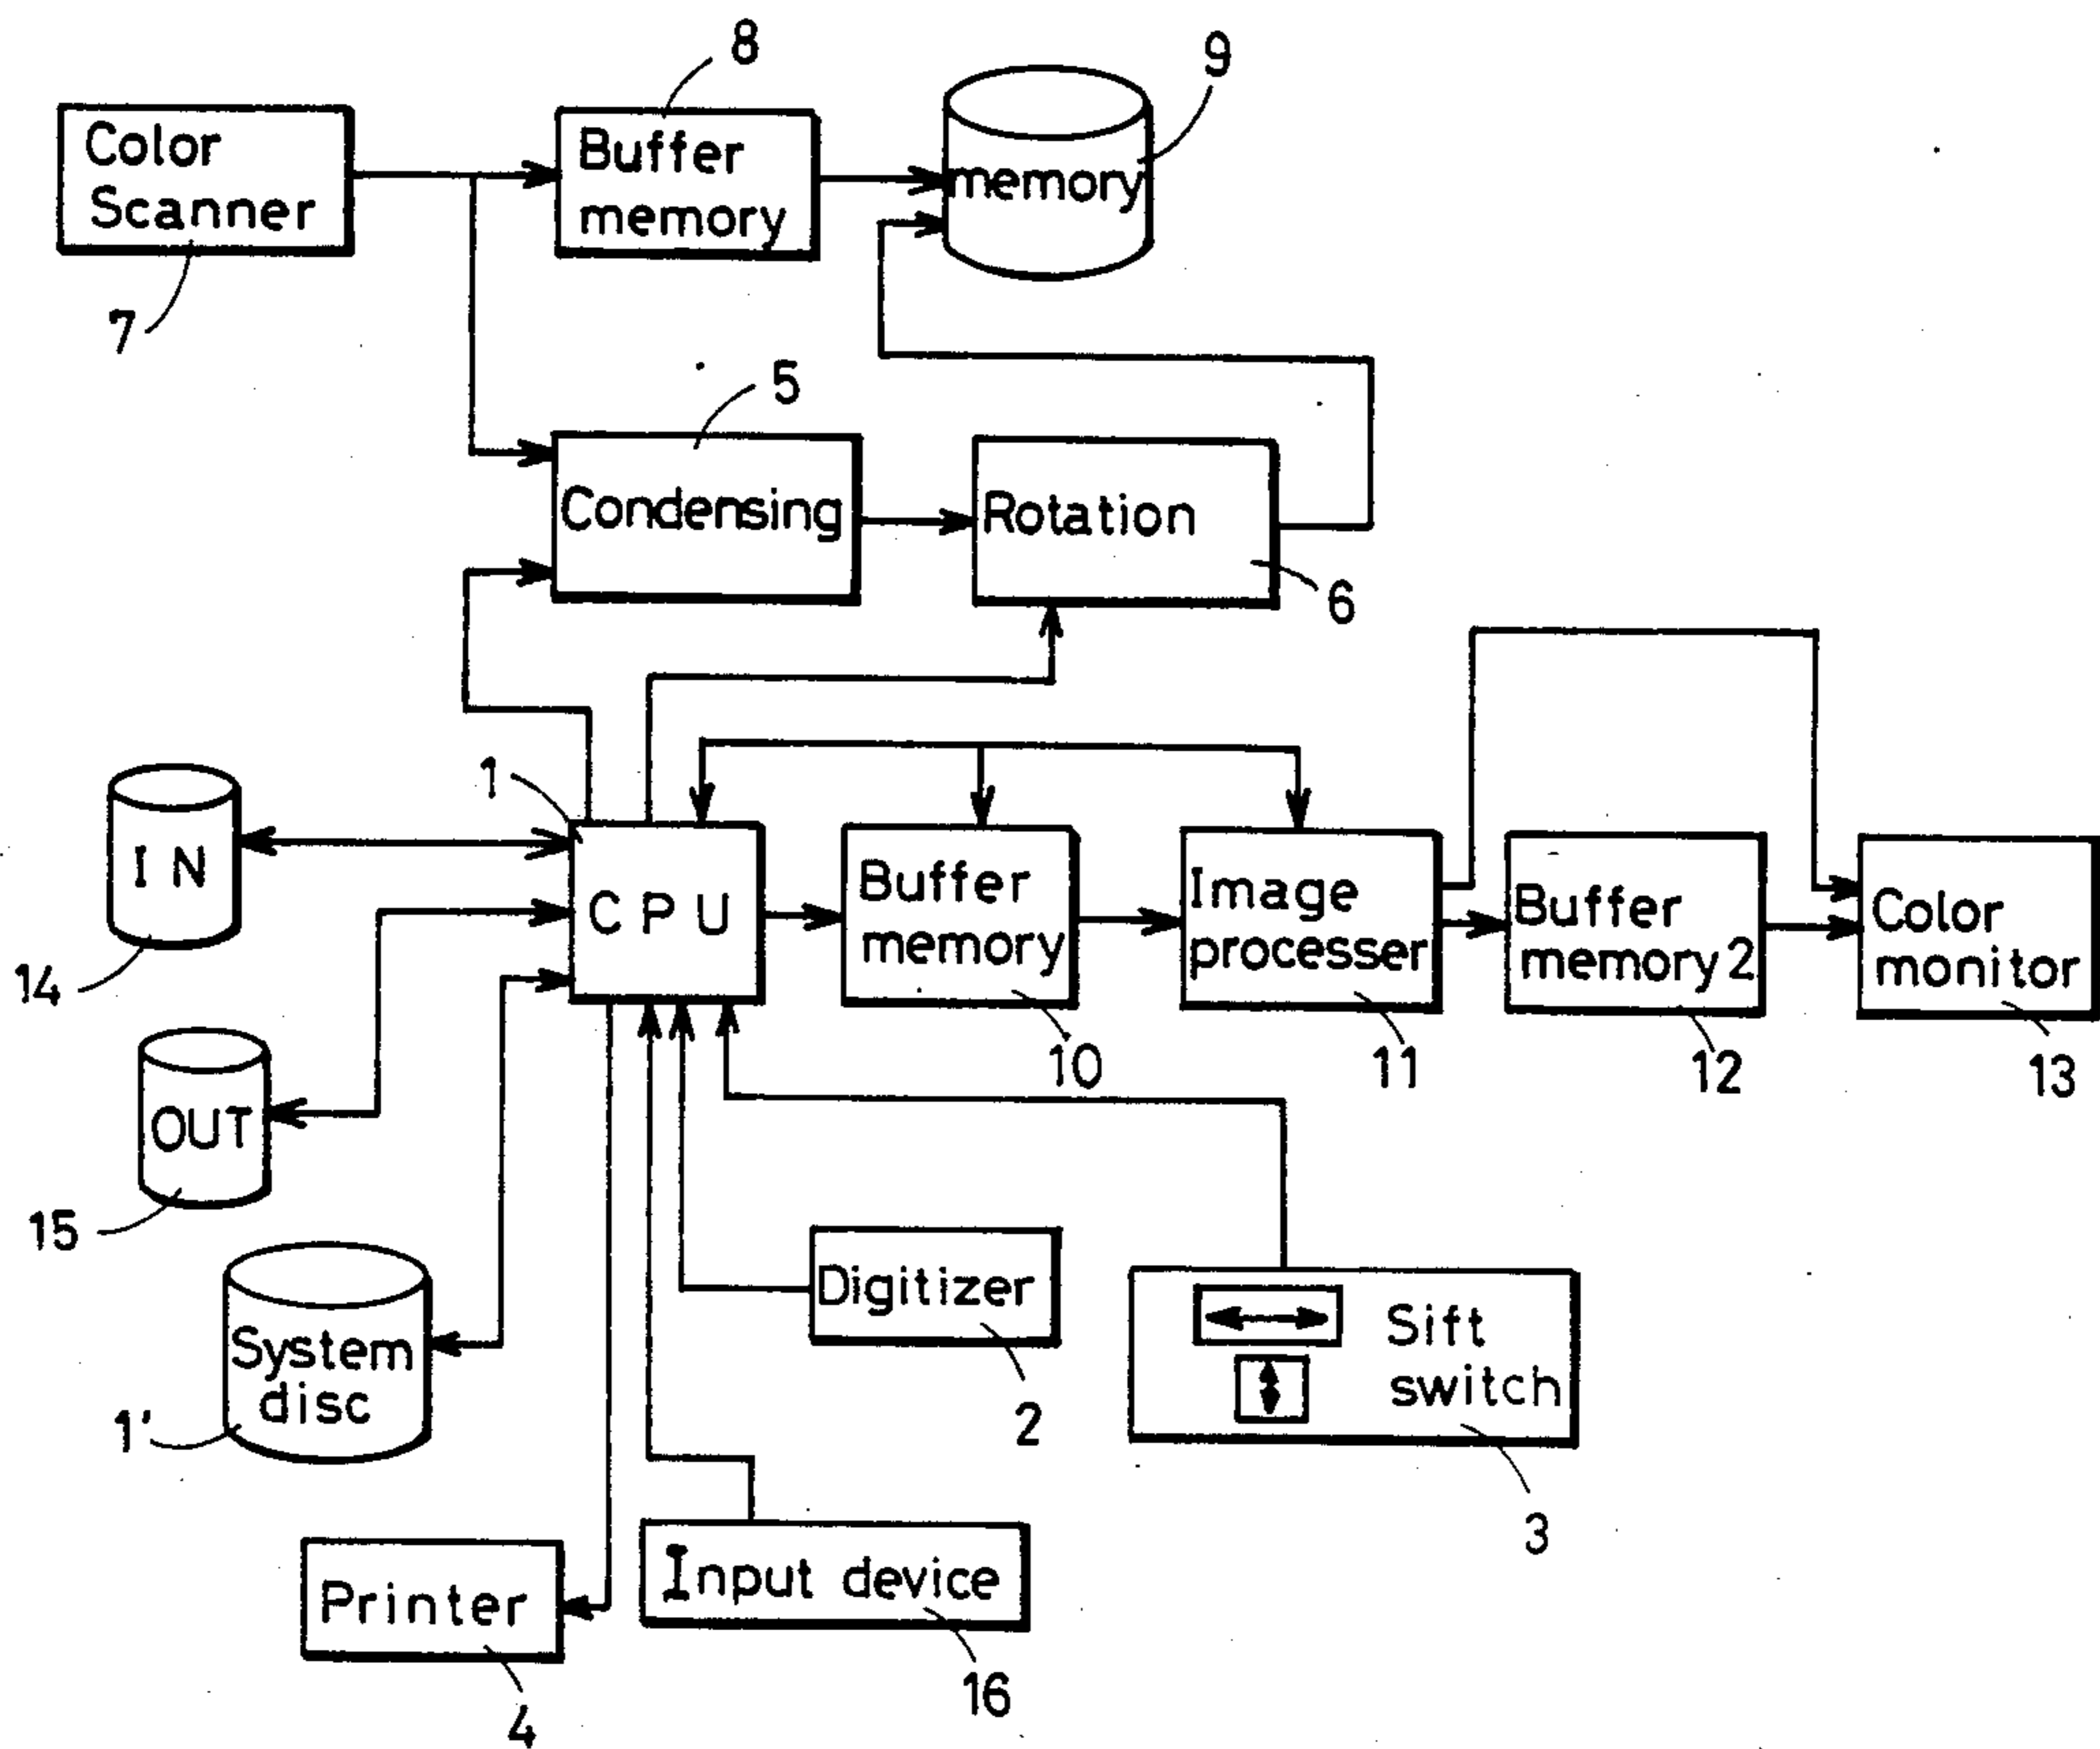 8
9
Color
Scanner
Buffer
memory
memory
7
5
Condensing
Rotation
6
1
IN
CPU
Buffer
memory
Image
processer
Buffer
memory 2
Color
monitor
14
10
11
12
13
OUT
15
Digitizer
Sift
switch
System
disc
1'
2
3
Printer
Input device
4
16